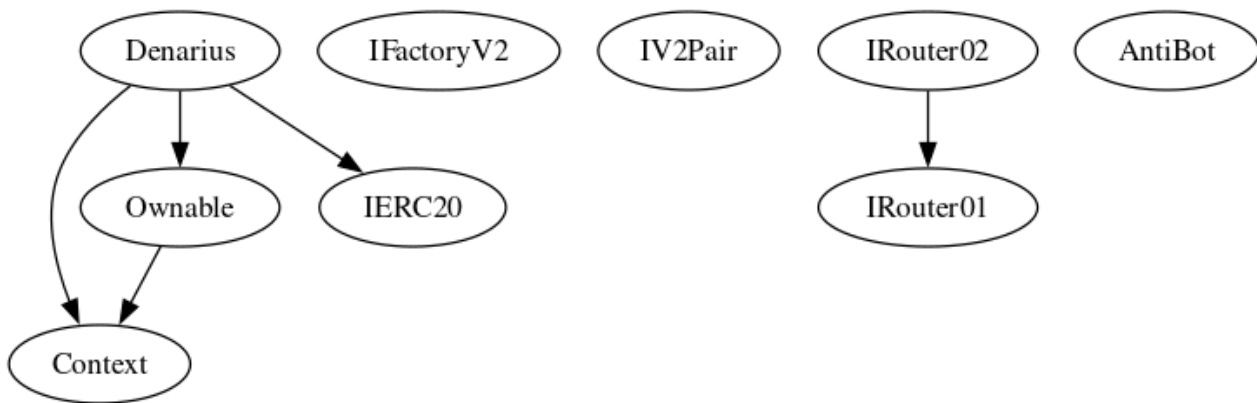 Denarius
IFactoryV2
IV2Pair
IRouter02
AntiBot
Ownable
IERC20
IRouter01
Context